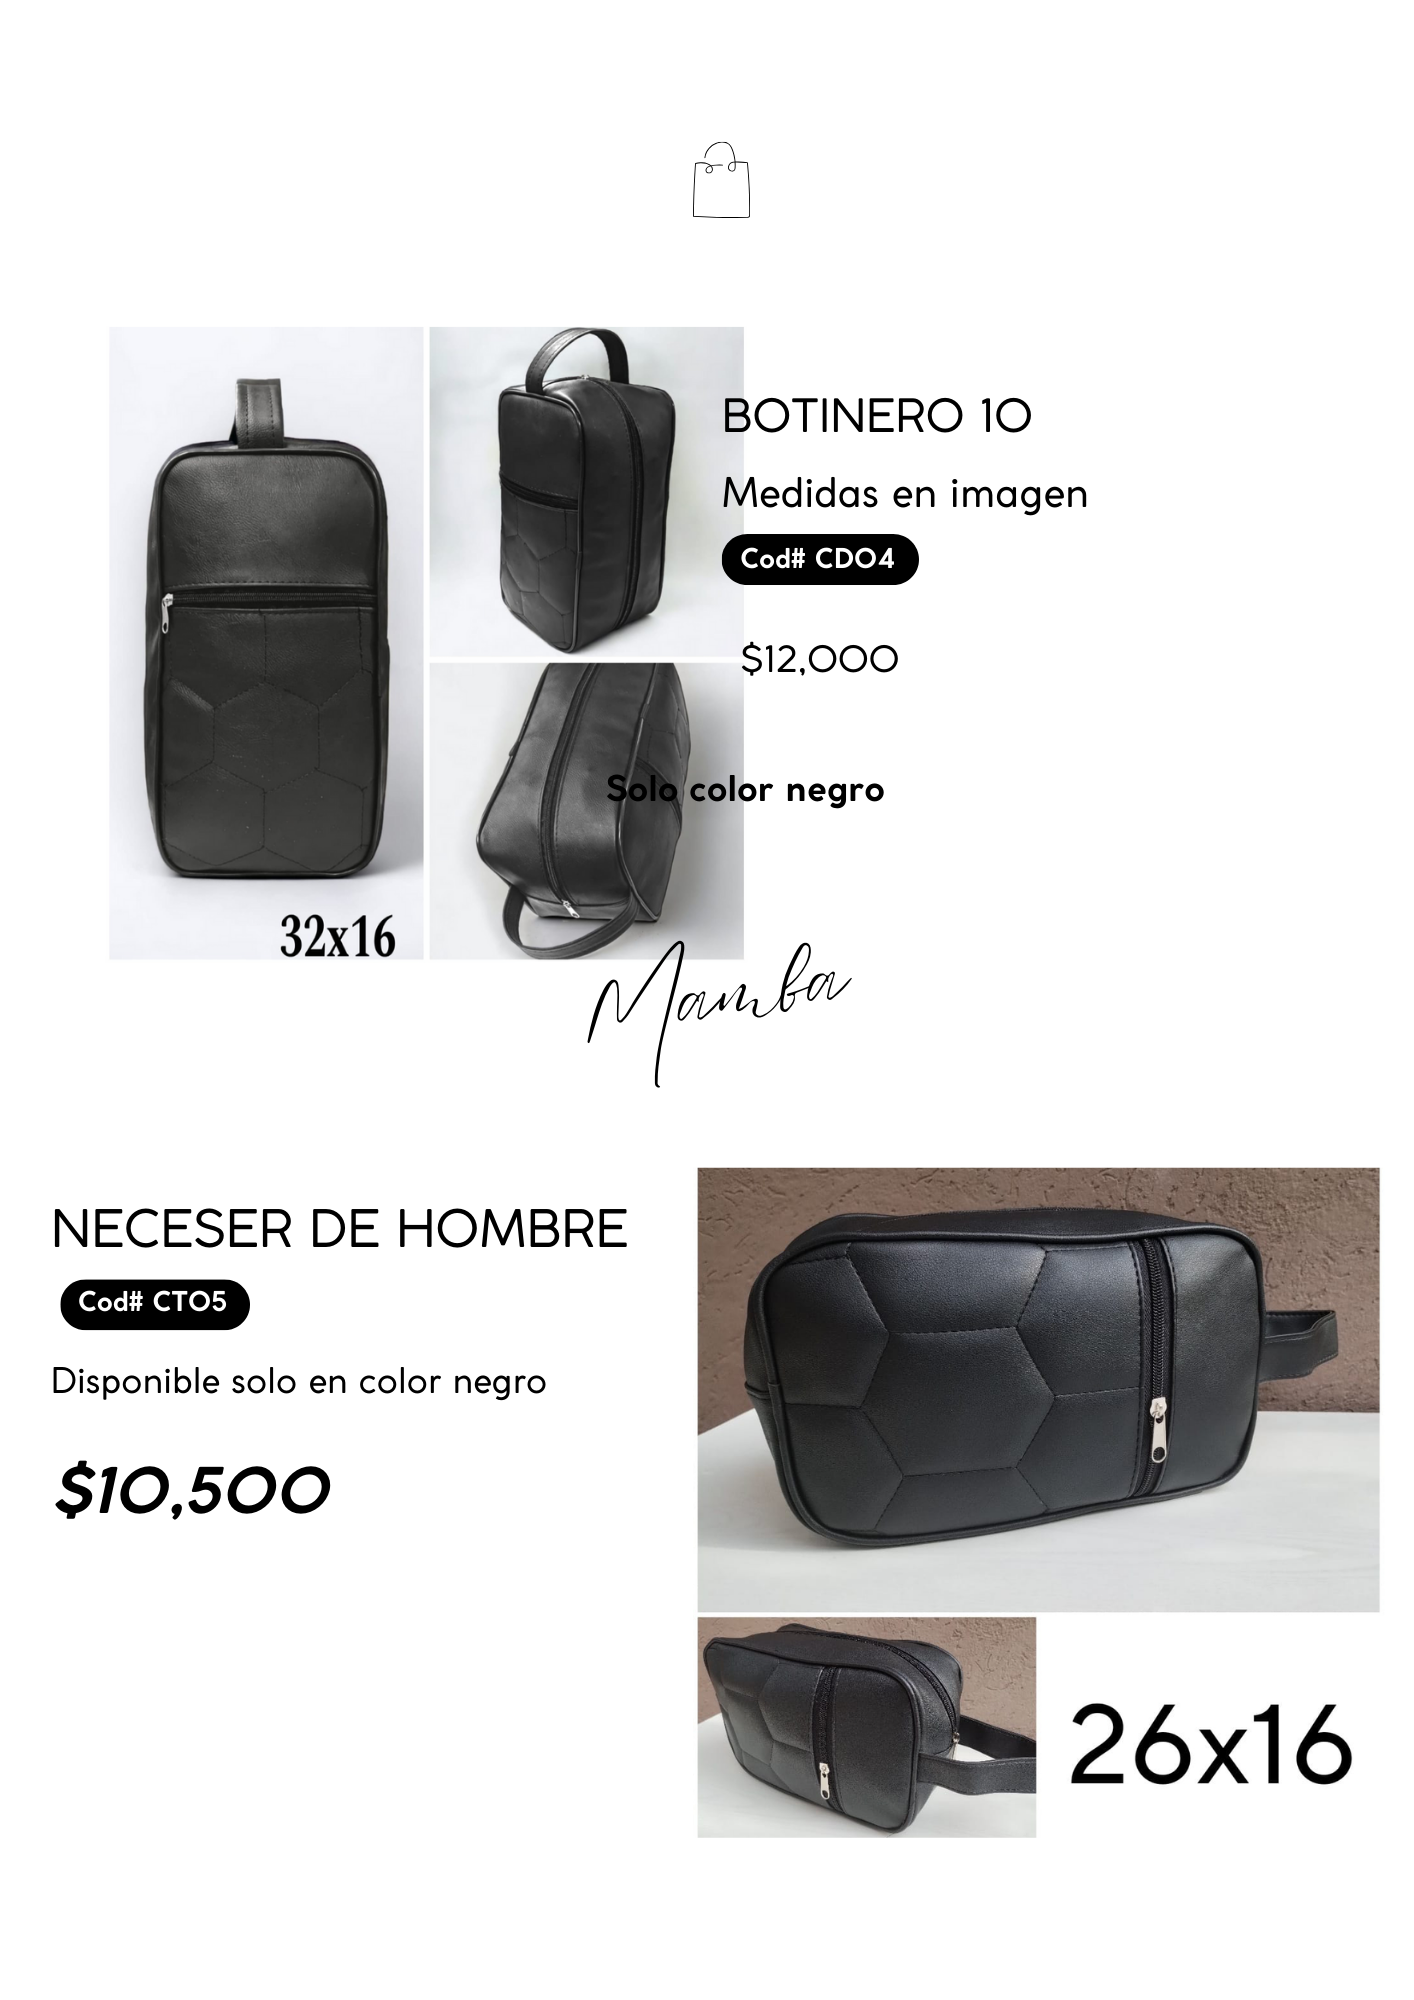 BOTINERO 10
Medidas en imagen
Cod# CD04
$12,000
Solo color negro
32x16
Mamba
NECESER DE HOMBRE
Cod# CT05
Disponible solo en color negro
$10,500
26x16